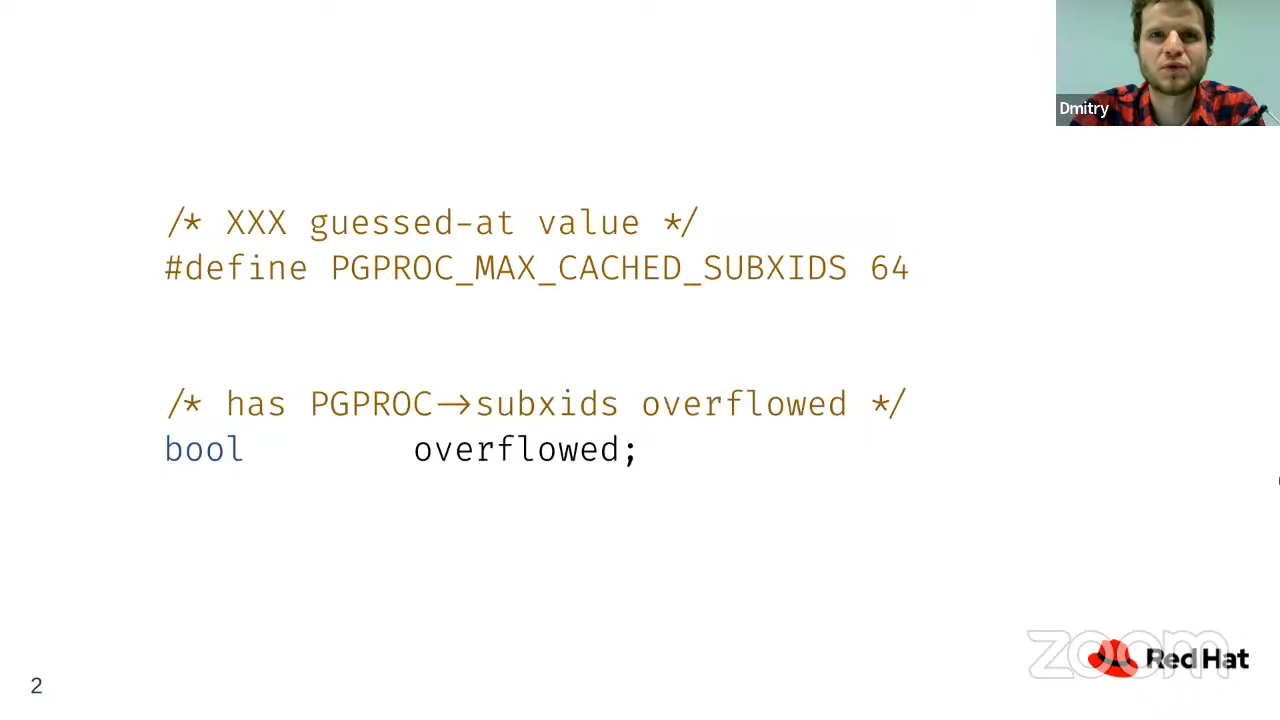 Dmitry
/* XXX guessed-at value */
#define PGPROC_MAX_CACHED_SUBXIDS 64
/* has PGPROC->subxids overflowed */
bool overflowed;
zoom
Red Hat
2